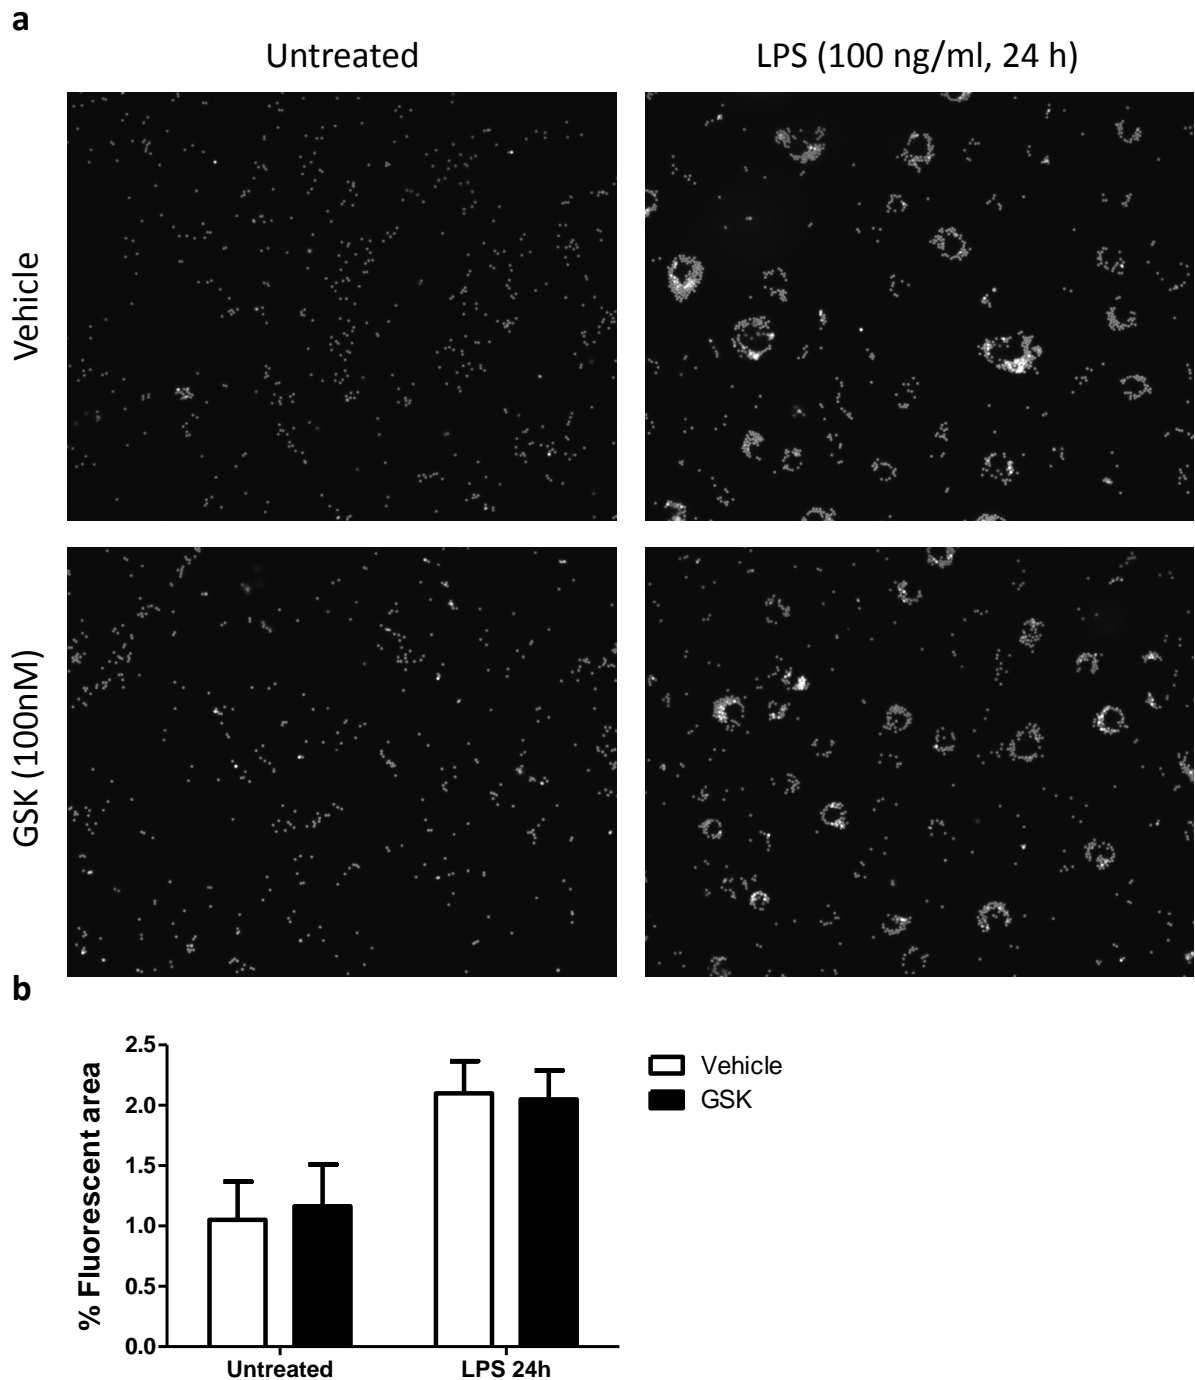 a
Untreated
LPS (100 ng/ml, 24 h)
Vehicle
GSK (100nM)
b
% Fluorescent area
2.5
2.0
1.5
1.0
0.5
0.0
Untreated
LPS 24h
Vehicle
GSK